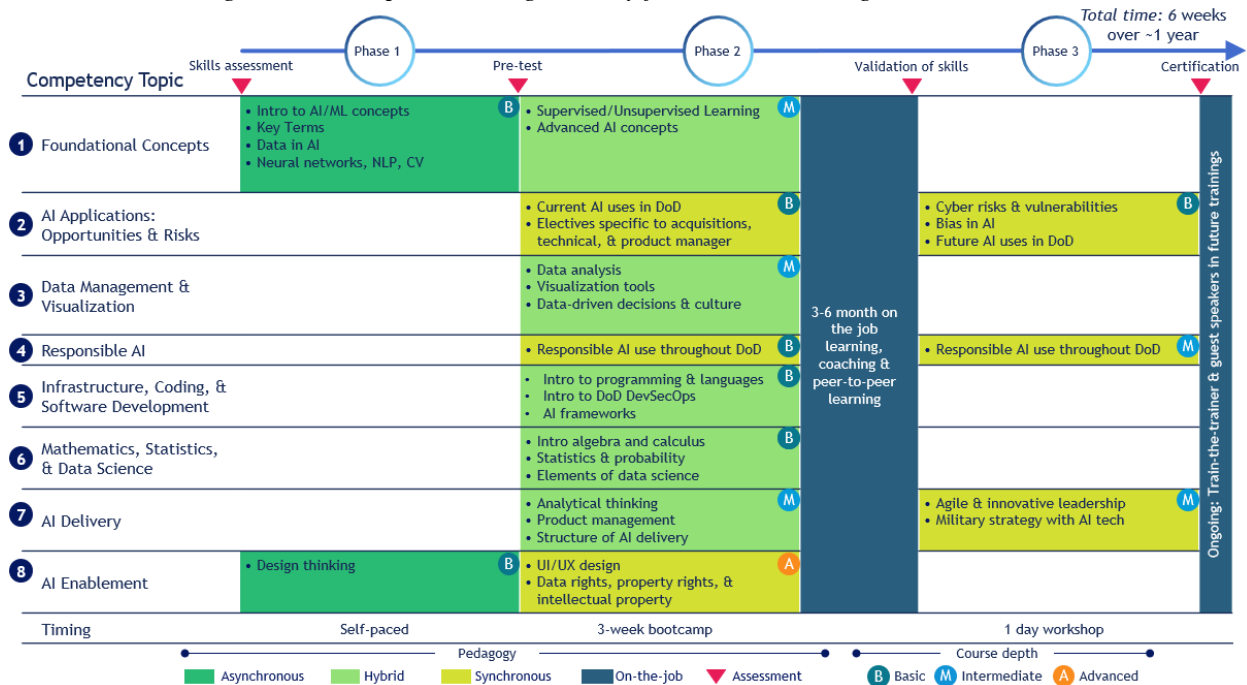 Total time: 6 weeks
over ~1 year
Phase 1
Phase 2
Phase 3
Skills assessment
Pre-test
Validation of skills
Certification
Competency Topic
1
Foundational Concepts
• Intro to AI/ML concepts
• Key Terms
• Data in AI
• Neural networks, NLP, CV
B
• Supervised/Unsupervised Learning
• Advanced AI concepts
M
2
AI Applications:
Opportunities & Risks
• Current AI uses in DoD
• Electives specific to acquisitions,
technical, & product manager
B
• Cyber risks & vulnerabilities
• Bias in AI
• Future AI uses in DoD
B
3
Data Management &
Visualization
• Data analysis
• Visualization tools
• Data-driven decisions & culture
M
4
Responsible AI
• Responsible AI use throughout DoD
B
• Responsible AI use throughout DoD
M
5
Infrastructure, Coding, &
Software Development
• Intro to programming & languages
• Intro to DoD DevSecOps
• AI frameworks
B
6
Mathematics, Statistics,
& Data Science
• Intro algebra and calculus
• Statistics & probability
• Elements of data science
B
7
AI Delivery
• Analytical thinking
• Product management
• Structure of AI delivery
M
• Agile & innovative leadership
• Military strategy with AI tech
M
8
AI Enablement
• Design thinking
B
• UI/UX design
• Data rights, property rights, &
intellectual property
A
3-6 month on
the job
learning,
coaching &
peer-to-peer
learning
Ongoing: Train-the-trainer & guest speakers in future trainings
Timing
Self-paced
3-week bootcamp
1 day workshop
Pedagogy
Course depth
Asynchronous
Hybrid
Synchronous
On-the-job
Assessment
B Basic
M Intermediate
A Advanced